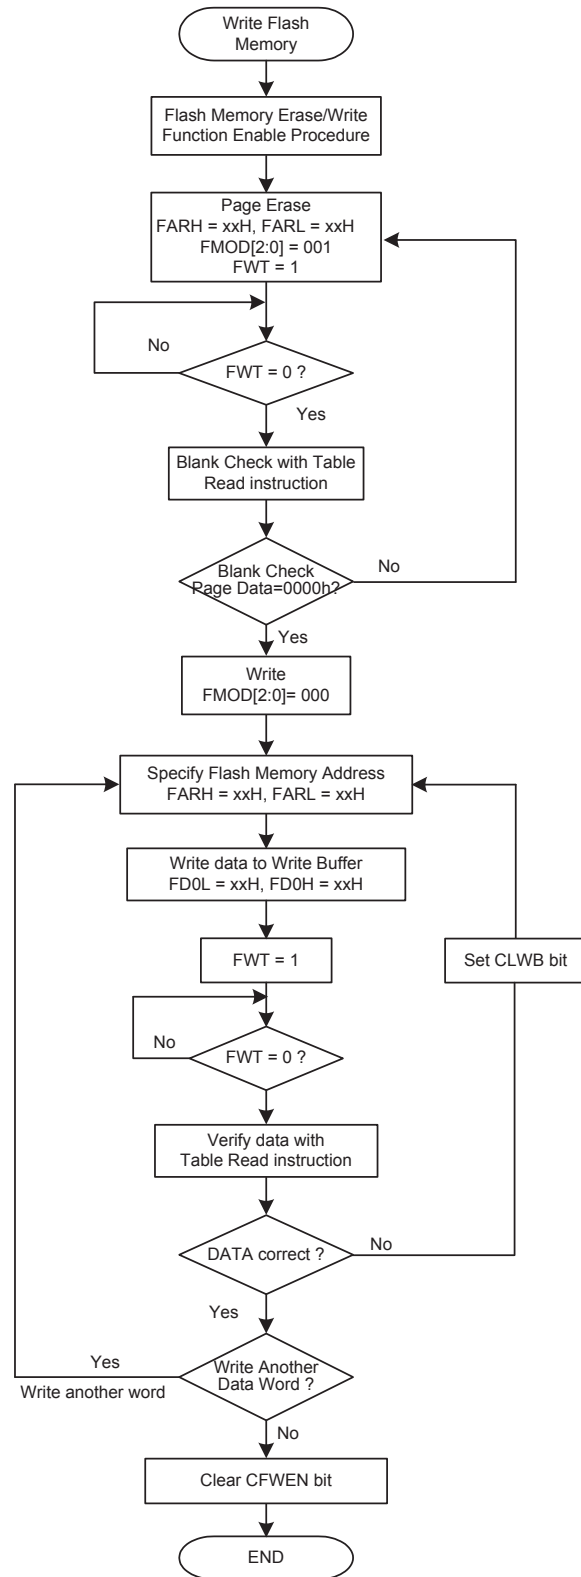 Write Flash
Memory
Flash Memory Erase/Write
Function Enable Procedure
Page Erase
FARH = xxH, FARL = xxH
FMOD[2:0] = 001
FWT = 1
No
FWT = 0 ?
Yes
Blank Check with Table
Read instruction
Blank Check
Page Data=0000h?
No
Yes
Write
FMOD[2:0]= 000
Specify Flash Memory Address
FARH = xxH, FARL = xxH
Write data to Write Buffer
FD0L = xxH, FD0H = xxH
FWT = 1
Set CLWB bit
No
FWT = 0 ?
Verify data with
Table Read instruction
DATA correct ?
No
Yes
Write Another
Data Word ?
Yes
Write another word
No
Clear CFWEN bit
END